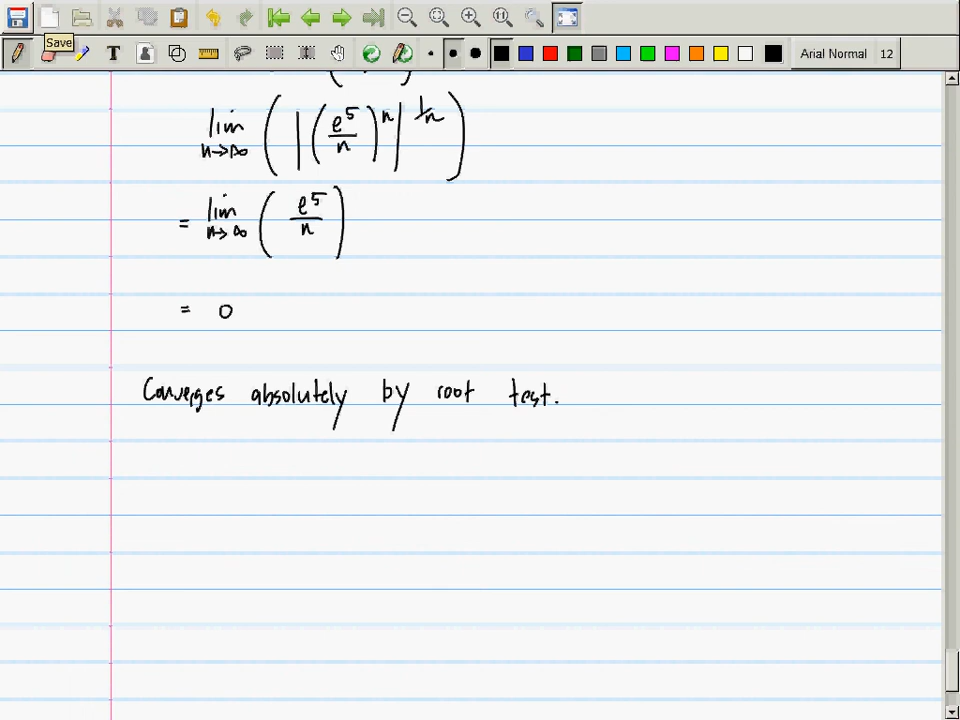 Save
T
Arial Normal 12
lim n→∞ ( | (e^5/n)^n |^1/n )
= lim n→∞ ( e^5/n )
= 0
Converges absolutely by root test.